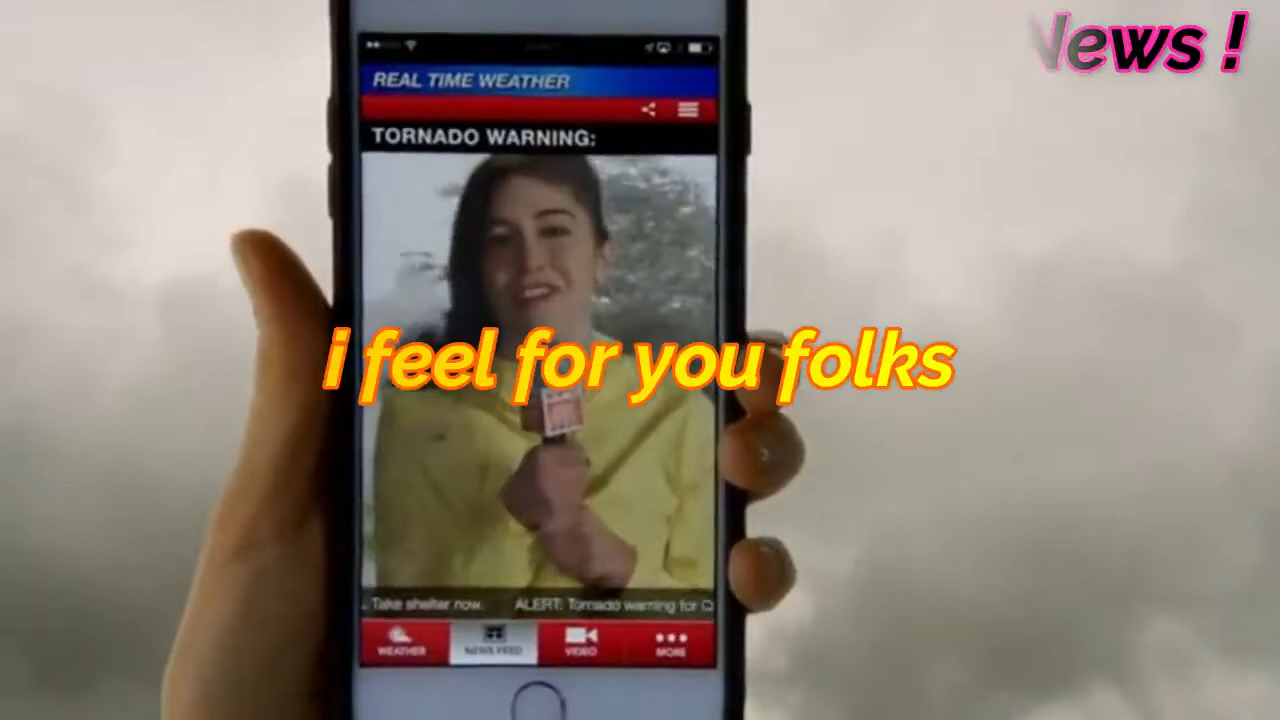 News !
REAL TIME WEATHER
TORNADO WARNING:
i feel for you folks
Take shelter now. ALERT: Tornado warning for
WEATHER NEWS FEED VIDEO MORE